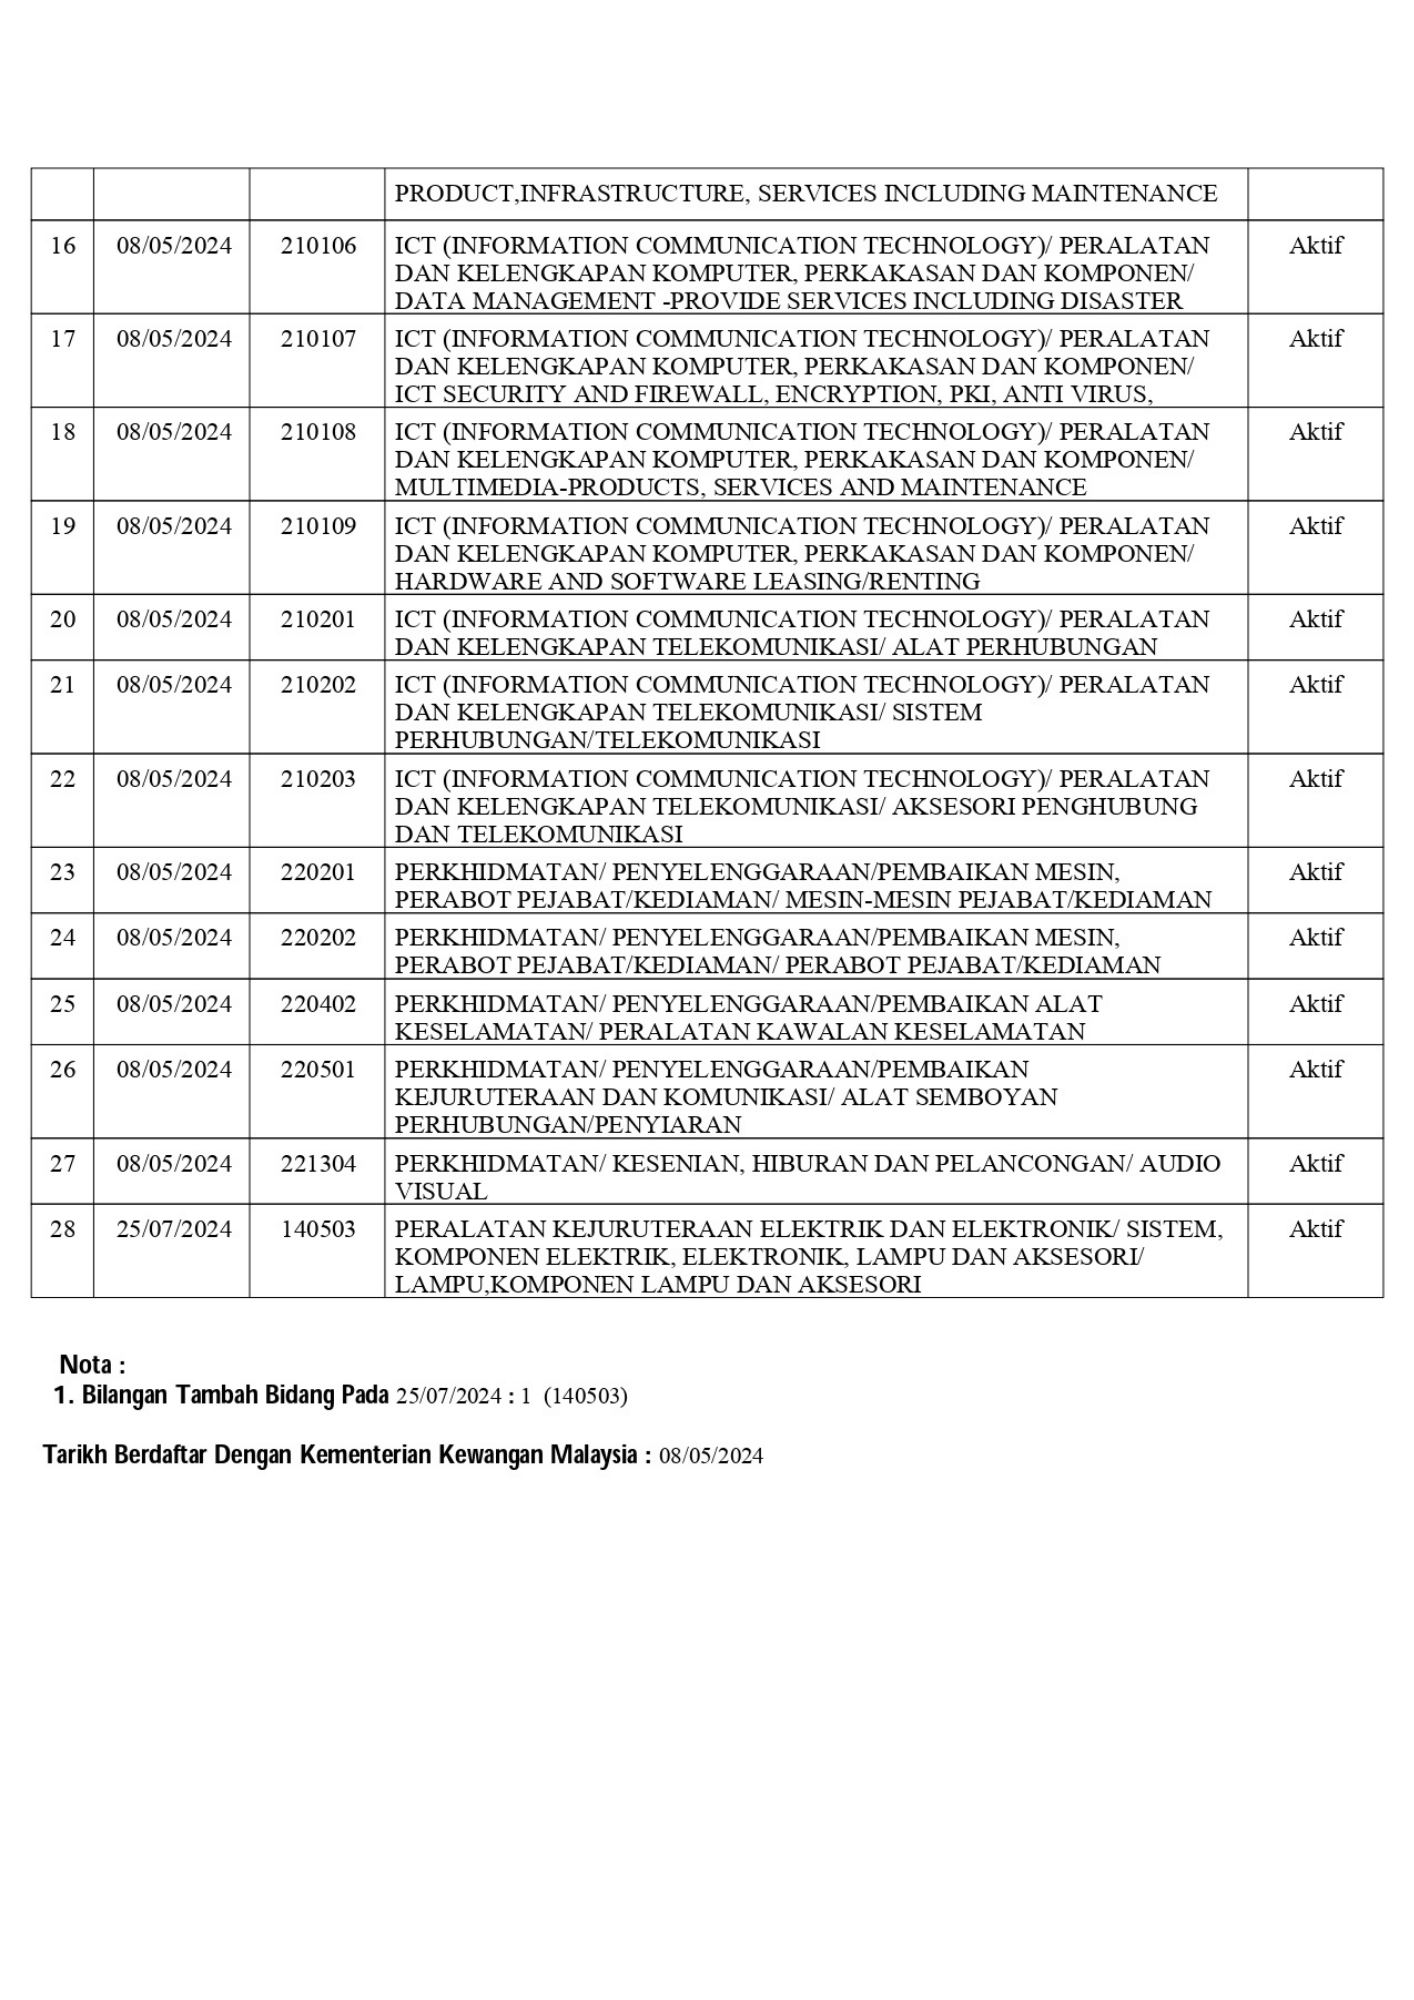 PRODUCT,INFRASTRUCTURE, SERVICES INCLUDING MAINTENANCE
16 08/05/2024 210106 ICT (INFORMATION COMMUNICATION TECHNOLOGY)/ PERALATAN Aktif
DAN KELENGKAPAN KOMPUTER, PERKAKASAN DAN KOMPONEN/
DATA MANAGEMENT -PROVIDE SERVICES INCLUDING DISASTER
17 08/05/2024 210107 ICT (INFORMATION COMMUNICATION TECHNOLOGY)/ PERALATAN Aktif
DAN KELENGKAPAN KOMPUTER, PERKAKASAN DAN KOMPONEN/
ICT SECURITY AND FIREWALL, ENCRYPTION, PKI, ANTI VIRUS,
18 08/05/2024 210108 ICT (INFORMATION COMMUNICATION TECHNOLOGY)/ PERALATAN Aktif
DAN KELENGKAPAN KOMPUTER, PERKAKASAN DAN KOMPONEN/
MULTIMEDIA-PRODUCTS, SERVICES AND MAINTENANCE
19 08/05/2024 210109 ICT (INFORMATION COMMUNICATION TECHNOLOGY)/ PERALATAN Aktif
DAN KELENGKAPAN KOMPUTER, PERKAKASAN DAN KOMPONEN/
HARDWARE AND SOFTWARE LEASING/RENTING
20 08/05/2024 210201 ICT (INFORMATION COMMUNICATION TECHNOLOGY)/ PERALATAN Aktif
DAN KELENGKAPAN TELEKOMUNIKASI/ ALAT PERHUBUNGAN
21 08/05/2024 210202 ICT (INFORMATION COMMUNICATION TECHNOLOGY)/ PERALATAN Aktif
DAN KELENGKAPAN TELEKOMUNIKASI/ SISTEM
PERHUBUNGAN/TELEKOMUNIKASI
22 08/05/2024 210203 ICT (INFORMATION COMMUNICATION TECHNOLOGY)/ PERALATAN Aktif
DAN KELENGKAPAN TELEKOMUNIKASI/ AKSESORI PENGHUBUNG
DAN TELEKOMUNIKASI
23 08/05/2024 220201 PERKHIDMATAN/ PENYELENGGARAAN/PEMBAIKAN MESIN, Aktif
PERABOT PEJABAT/KEDIAMAN/ MESIN-MESIN PEJABAT/KEDIAMAN
24 08/05/2024 220202 PERKHIDMATAN/ PENYELENGGARAAN/PEMBAIKAN MESIN, Aktif
PERABOT PEJABAT/KEDIAMAN/ PERABOT PEJABAT/KEDIAMAN
25 08/05/2024 220402 PERKHIDMATAN/ PENYELENGGARAAN/PEMBAIKAN ALAT Aktif
KESELAMATAN/ PERALATAN KAWALAN KESELAMATAN
26 08/05/2024 220501 PERKHIDMATAN/ PENYELENGGARAAN/PEMBAIKAN Aktif
KEJURUTERAAN DAN KOMUNIKASI/ ALAT SEMBOYAN
PERHUBUNGAN/PENYIARAN
27 08/05/2024 221304 PERKHIDMATAN/ KESENIAN, HIBURAN DAN PELANCONGAN/ AUDIO Aktif
VISUAL
28 25/07/2024 140503 PERALATAN KEJURUTERAAN ELEKTRIK DAN ELEKTRONIK/ SISTEM, Aktif
KOMPONEN ELEKTRIK, ELEKTRONIK, LAMPU DAN AKSESORI/
LAMPU,KOMPONEN LAMPU DAN AKSESORI
Nota :
1. Bilangan Tambah Bidang Pada 25/07/2024 : 1 (140503)
Tarikh Berdaftar Dengan Kementerian Kewangan Malaysia : 08/05/2024